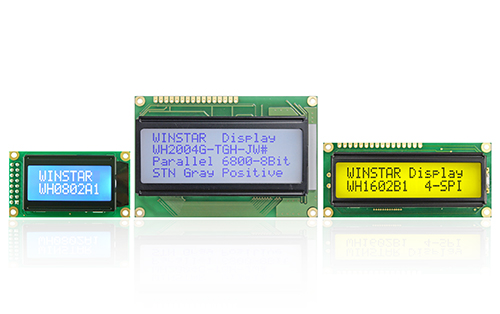 WINSTAR
WH0802A1
WINSTAR Display
WH2004G-TGH-JW#
Parallel 6800-8Bit
STN Gray Positive
WINSTAR Display
WH1602B1 4-SPI